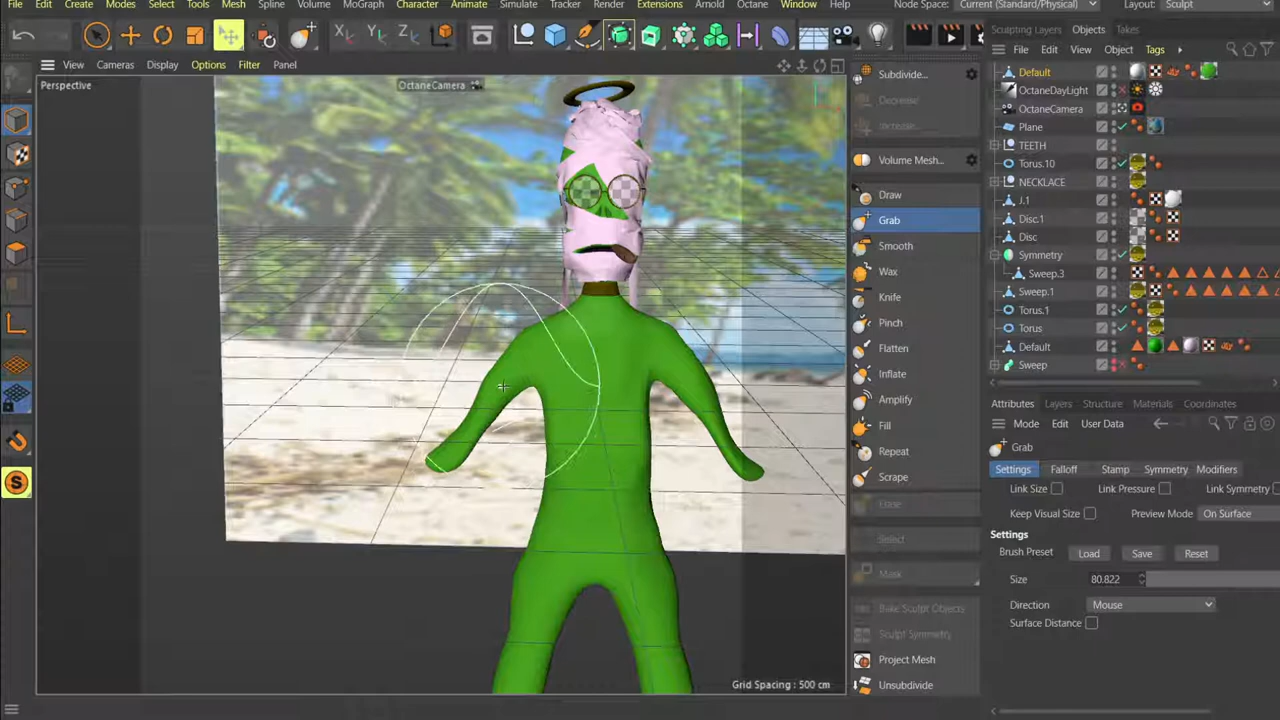 File Edit Create Modes Select Tools Mesh Spline Volume MoGraph Character Animate Simulate Tracker Render Extensions Arnold Octane Window Help Node Space: Current (Standard/Physical) Layout: Sculpt
X Y Z
View Cameras Display Options Filter Panel
Perspective
OctaneCamera
Subdivide...
Decrease
Increase...
Volume Mesh...
Draw
Grab
Smooth
Wax
Knife
Pinch
Flatten
Inflate
Amplify
Fill
Repeat
Scrape
Erase
Select
Mask
Bake Sculpt Objects
Sculpt Symmetry
Project Mesh
Unsubdivide
Grid Spacing : 500 cm
S
Sculpting Layers Objects Takes
File Edit View Object Tags
Default
OctaneDayLight
OctaneCamera
Plane
TEETH
Torus.10
NECKLACE
J.1
Disc.1
Disc
Symmetry
Sweep.3
Sweep.1
Torus.1
Torus
Default
Sweep
Attributes Layers Structure Materials Coordinates
Mode Edit User Data
Grab
Settings Falloff Stamp Symmetry Modifiers
Link Size Link Pressure Link Symmetry
Keep Visual Size Preview Mode On Surface
Settings
Brush Preset Load Save Reset
Size 80.822
Direction Mouse
Surface Distance